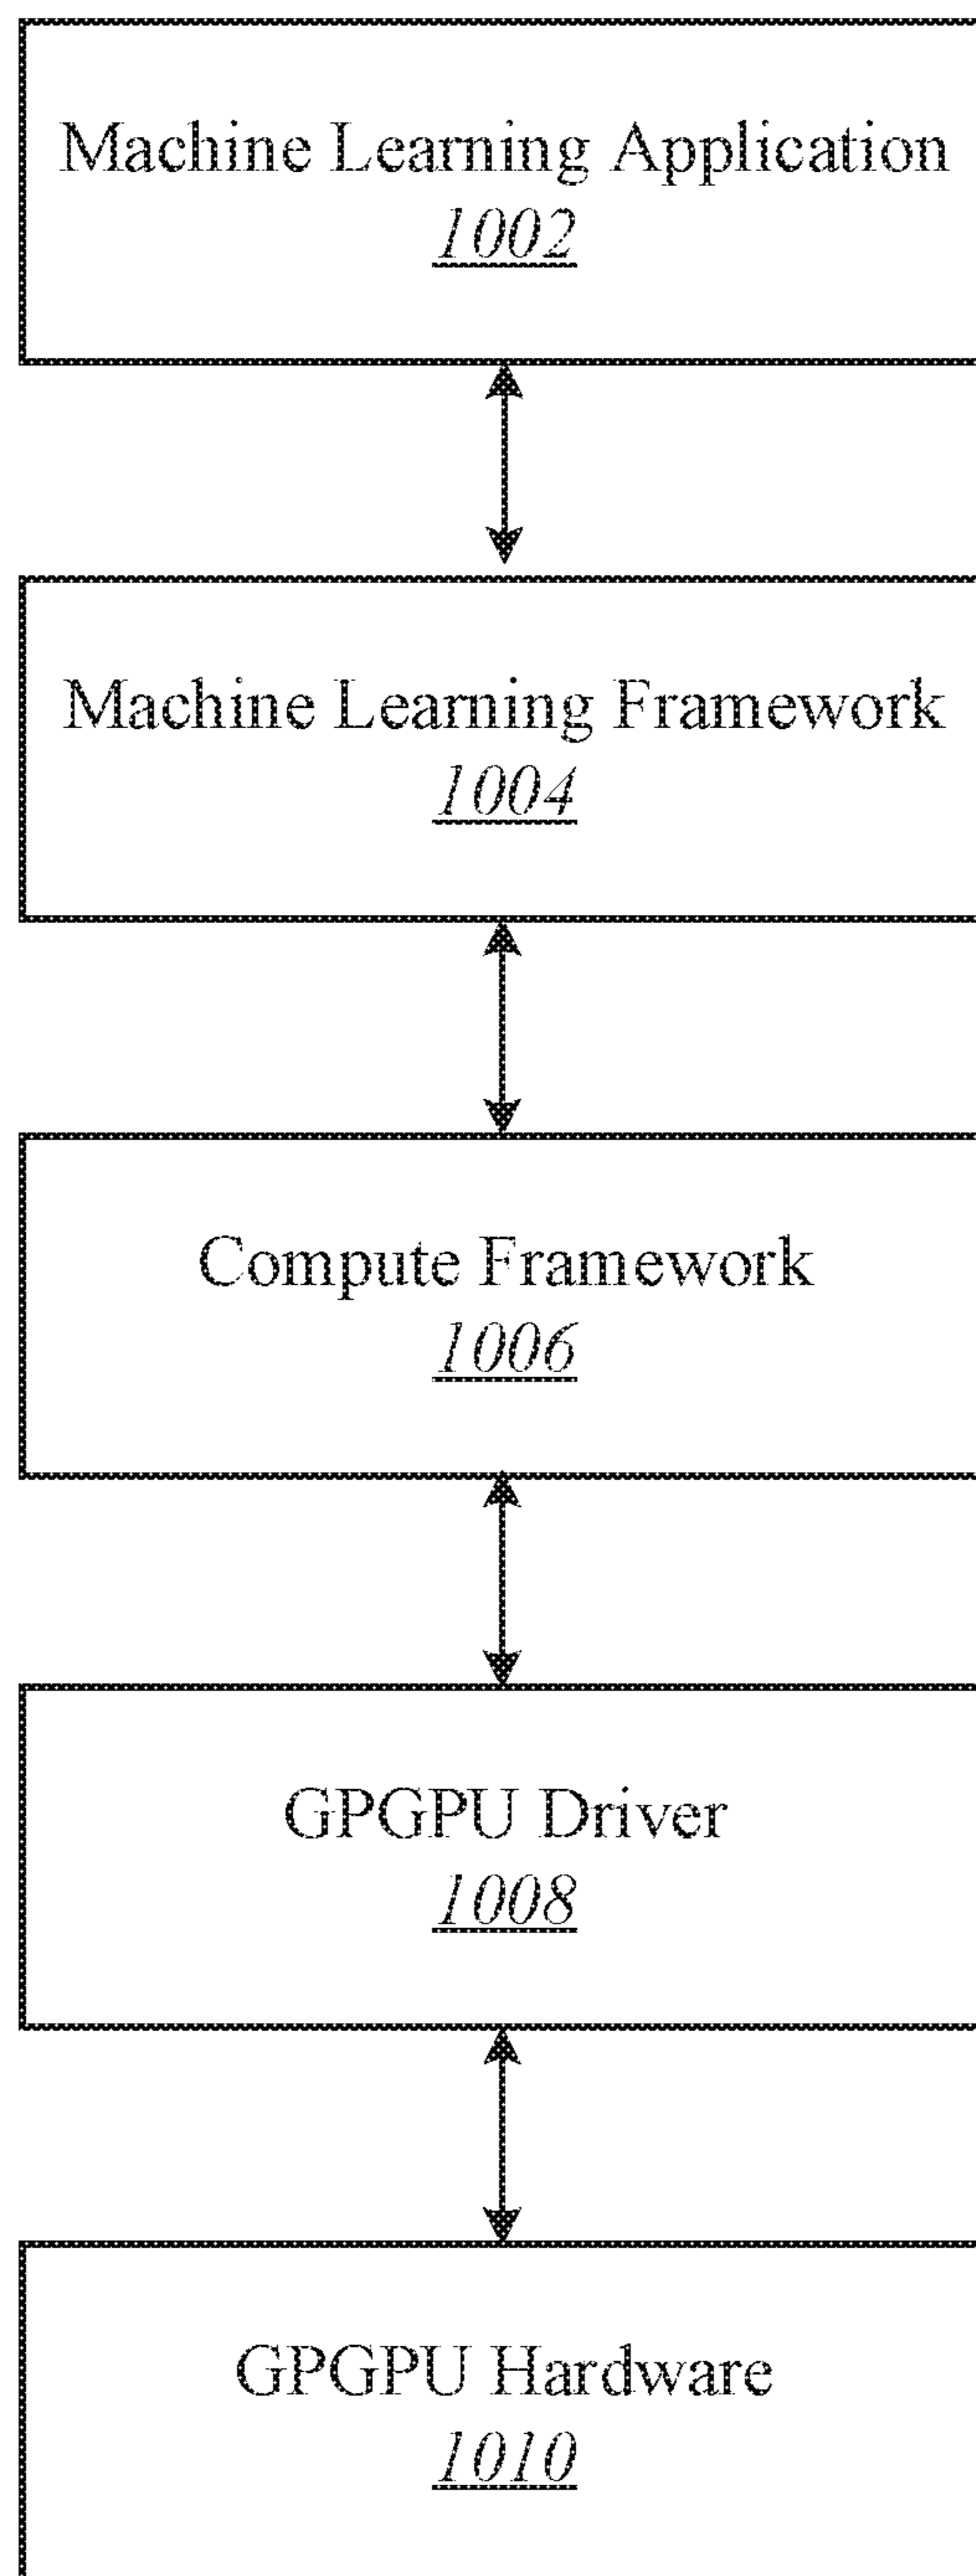 Machine Learning Application
1002
Machine Learning Framework
1004
Compute Framework
1006
GPGPU Driver
1008
GPGPU Hardware
1010